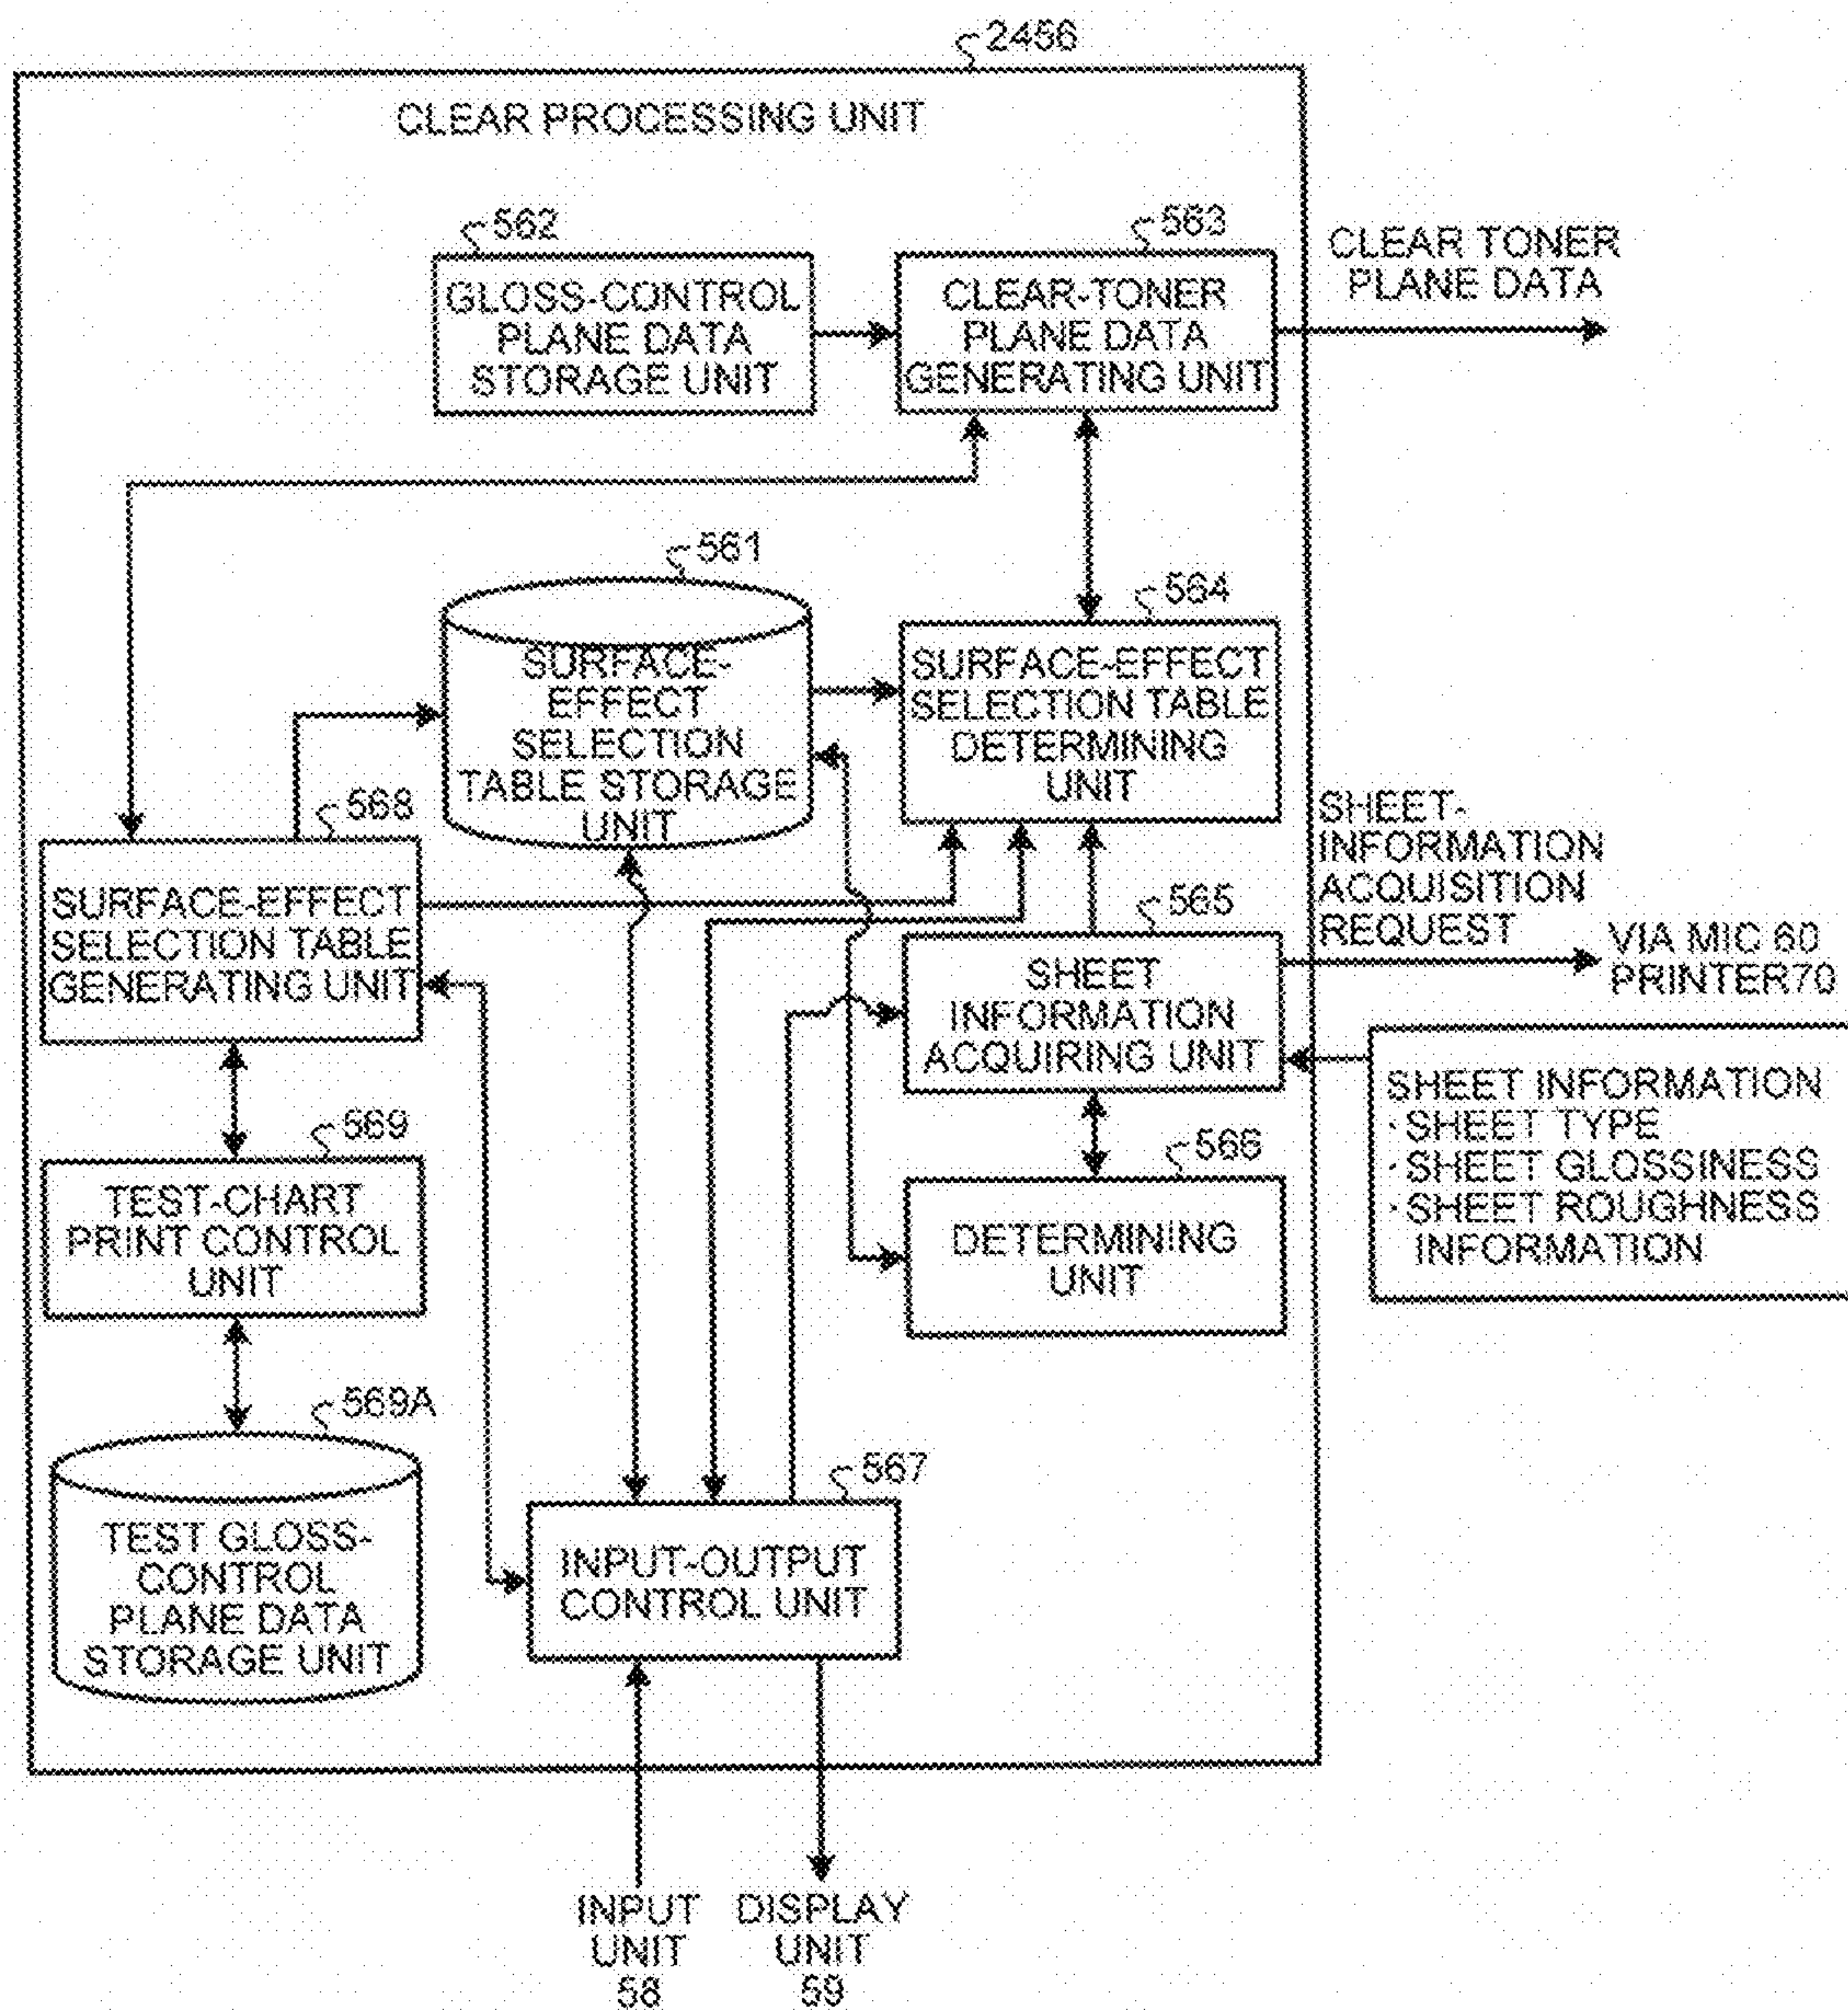 2456
CLEAR PROCESSING UNIT
562
GLOSS-CONTROL
PLANE DATA
STORAGE UNIT
563
CLEAR-TONER
PLANE DATA
GENERATING UNIT
CLEAR TONER
PLANE DATA
561
SURFACE-
EFFECT
SELECTION
TABLE STORAGE
UNIT
564
SURFACE-EFFECT
SELECTION TABLE
DETERMINING
UNIT
568
SURFACE-EFFECT
SELECTION TABLE
GENERATING UNIT
SHEET-
INFORMATION
ACQUISITION
REQUEST
565
SHEET
INFORMATION
ACQUIRING UNIT
VIA MIC 60
PRINTER70
SHEET INFORMATION
·SHEET TYPE
·SHEET GLOSSINESS
·SHEET ROUGHNESS
INFORMATION
569
TEST-CHART
PRINT CONTROL
UNIT
566
DETERMINING
UNIT
569A
TEST GLOSS-
CONTROL
PLANE DATA
STORAGE UNIT
567
INPUT-OUTPUT
CONTROL UNIT
INPUT
UNIT
58
DISPLAY
UNIT
59